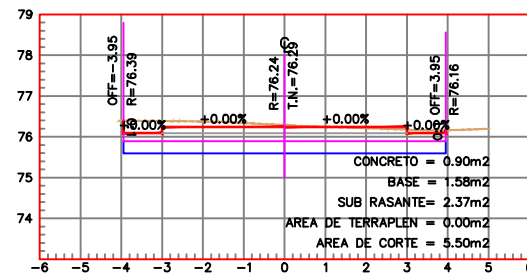 79
78
77
76
75
74
73
OFF=-3.95
R=76.39
R=76.24
T.N.=76.29
OFF=3.95
R=76.16
+0.00% +0.00% +0.00% +0.00%
CONCRETO = 0.90m2
BASE = 1.58m2
SUB RASANTE= 2.37m2
AREA DE TERRAPLEN = 0.00m2
AREA DE CORTE = 5.50m2
-6 -5 -4 -3 -2 -1 0 1 2 3 4 5